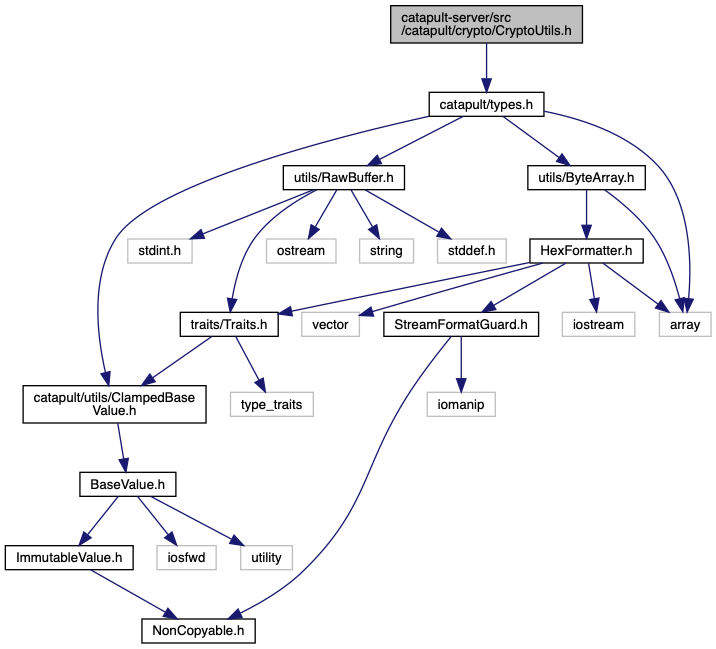 catapult-server/src
/catapult/crypto/CryptoUtils.h
catapult/types.h
utils/RawBuffer.h
utils/ByteArray.h
stdint.h
ostream
string
stddef.h
HexFormatter.h
traits/Traits.h
vector
StreamFormatGuard.h
iostream
array
catapult/utils/ClampedBase
Value.h
type_traits
iomanip
BaseValue.h
ImmutableValue.h
iosfwd
utility
NonCopyable.h